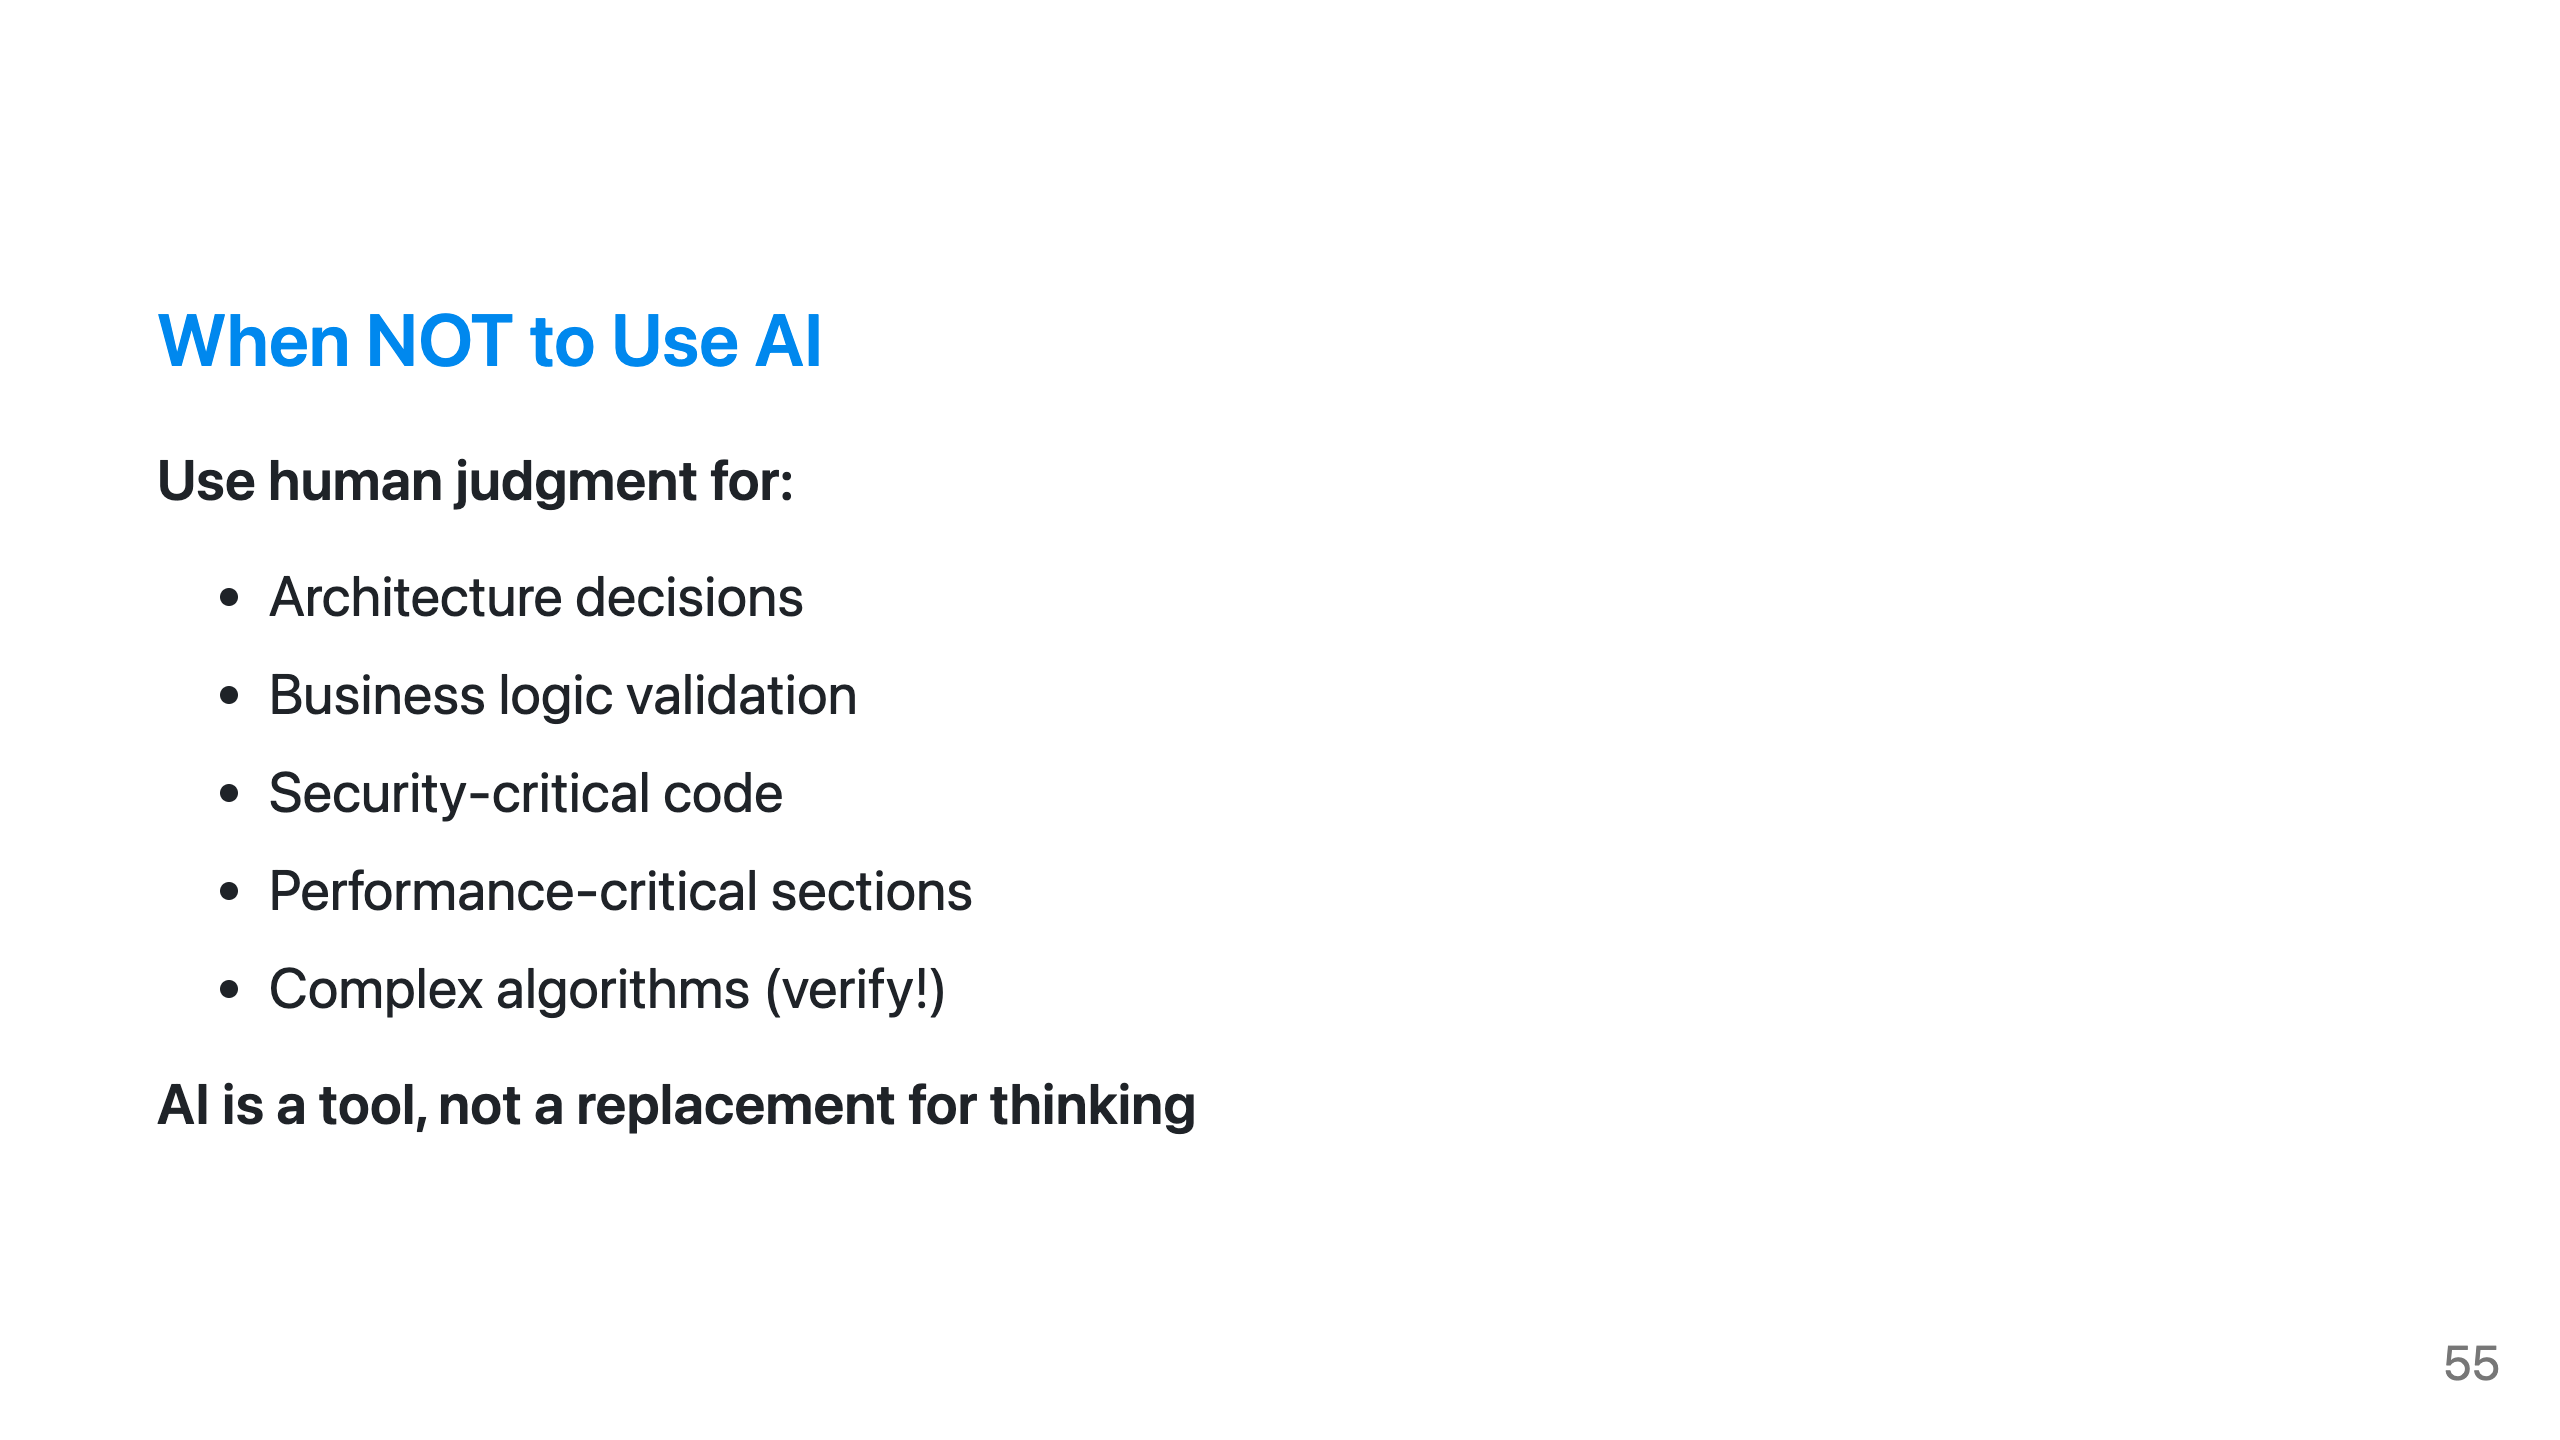 When NOT to Use AI
Use human judgment for:
• Architecture decisions
• Business logic validation
• Security-critical code
• Performance-critical sections
• Complex algorithms (verify!)
AI is a tool, not a replacement for thinking
55